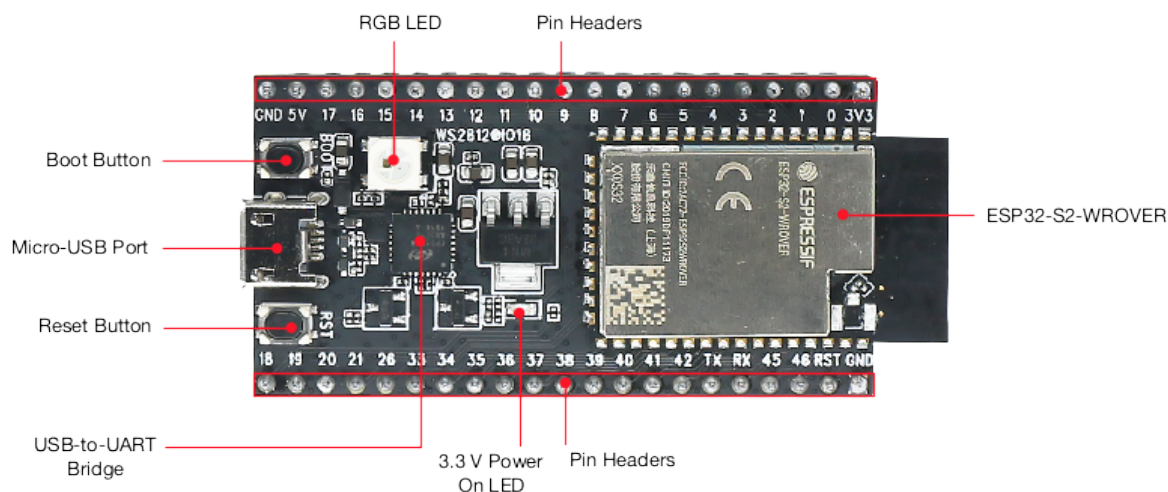 RGB LED
Pin Headers
GND 5V 17 16 15 14 13 12 11 10 9 8 7 6 5 4 3 2 1 0 3V3
WS2812 IO18
BOOT
Boot Button
Micro-USB Port
Reset Button
RST
ESPRESSIF
ESP32-S2-WROVER
XX0S32
ESP32-S2-WROVER
18 19 20 21 26 33 34 35 36 37 38 39 40 41 42 TX RX 45 46 RST GND
USB-to-UART
Bridge
3.3 V Power
On LED
Pin Headers